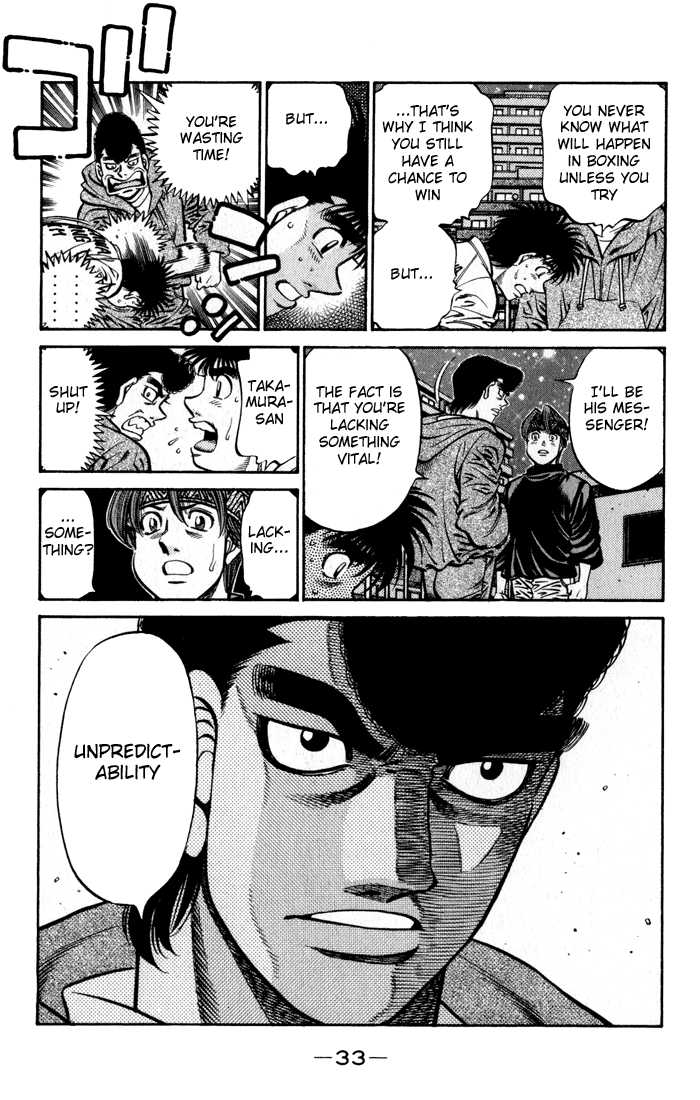 YOU NEVER
KNOW WHAT
WILL HAPPEN
IN BOXING
UNLESS YOU
TRY
...THAT'S
WHY I THINK
YOU STILL
HAVE A
CHANCE TO
WIN
BUT...
BUT...
YOU'RE
WASTING
TIME!
......
I'LL BE
HIS MES-
SENGER!
THE FACT IS
THAT YOU'RE
LACKING
SOMETHING
VITAL!
TAKA-
MURA-
SAN
SHUT
UP!
LACK-
ING...
...
SOME-
THING?
UNPREDICT-
ABILITY
—33—